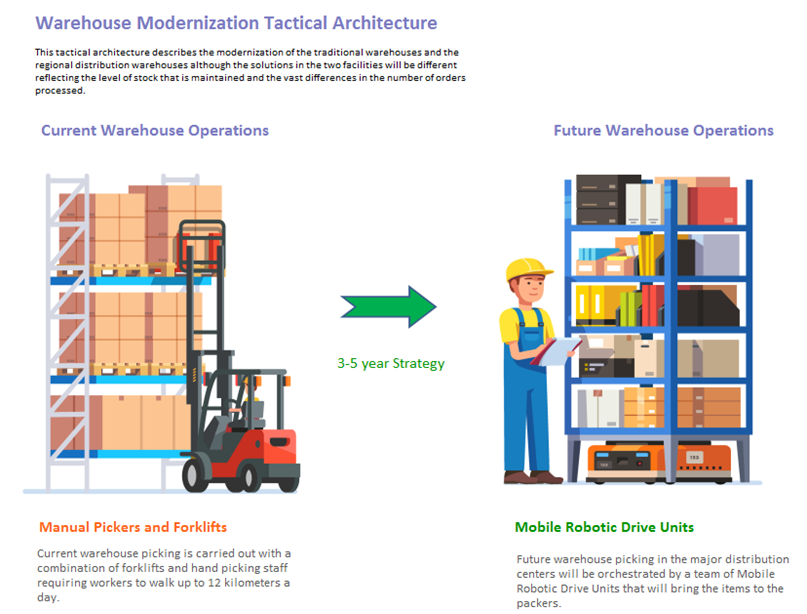 Warehouse Modernization Tactical Architecture
This tactical architecture describes the modernization of the traditional warehouses and the
regional distribution warehouses although the solutions in the two facilities will be different
reflecting the level of stock that is maintained and the vast differences in the number of orders
processed.
Current Warehouse Operations
Future Warehouse Operations
3-5 year Strategy
Manual Pickers and Forklifts
Current warehouse picking is carried out with a
combination of forklifts and hand picking staff
requiring workers to walk up to 12 kilometers a
day.
Mobile Robotic Drive Units
Future warehouse picking in the major distribution
centers will be orchestrated by a team of Mobile
Robotic Drive Units that will bring the items to the
packers.